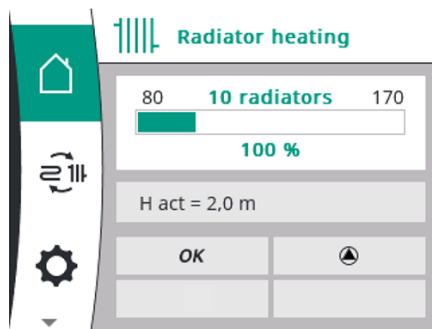 Radiator heating
80 10 radiators 170
100 %
H act = 2,0 m
OK